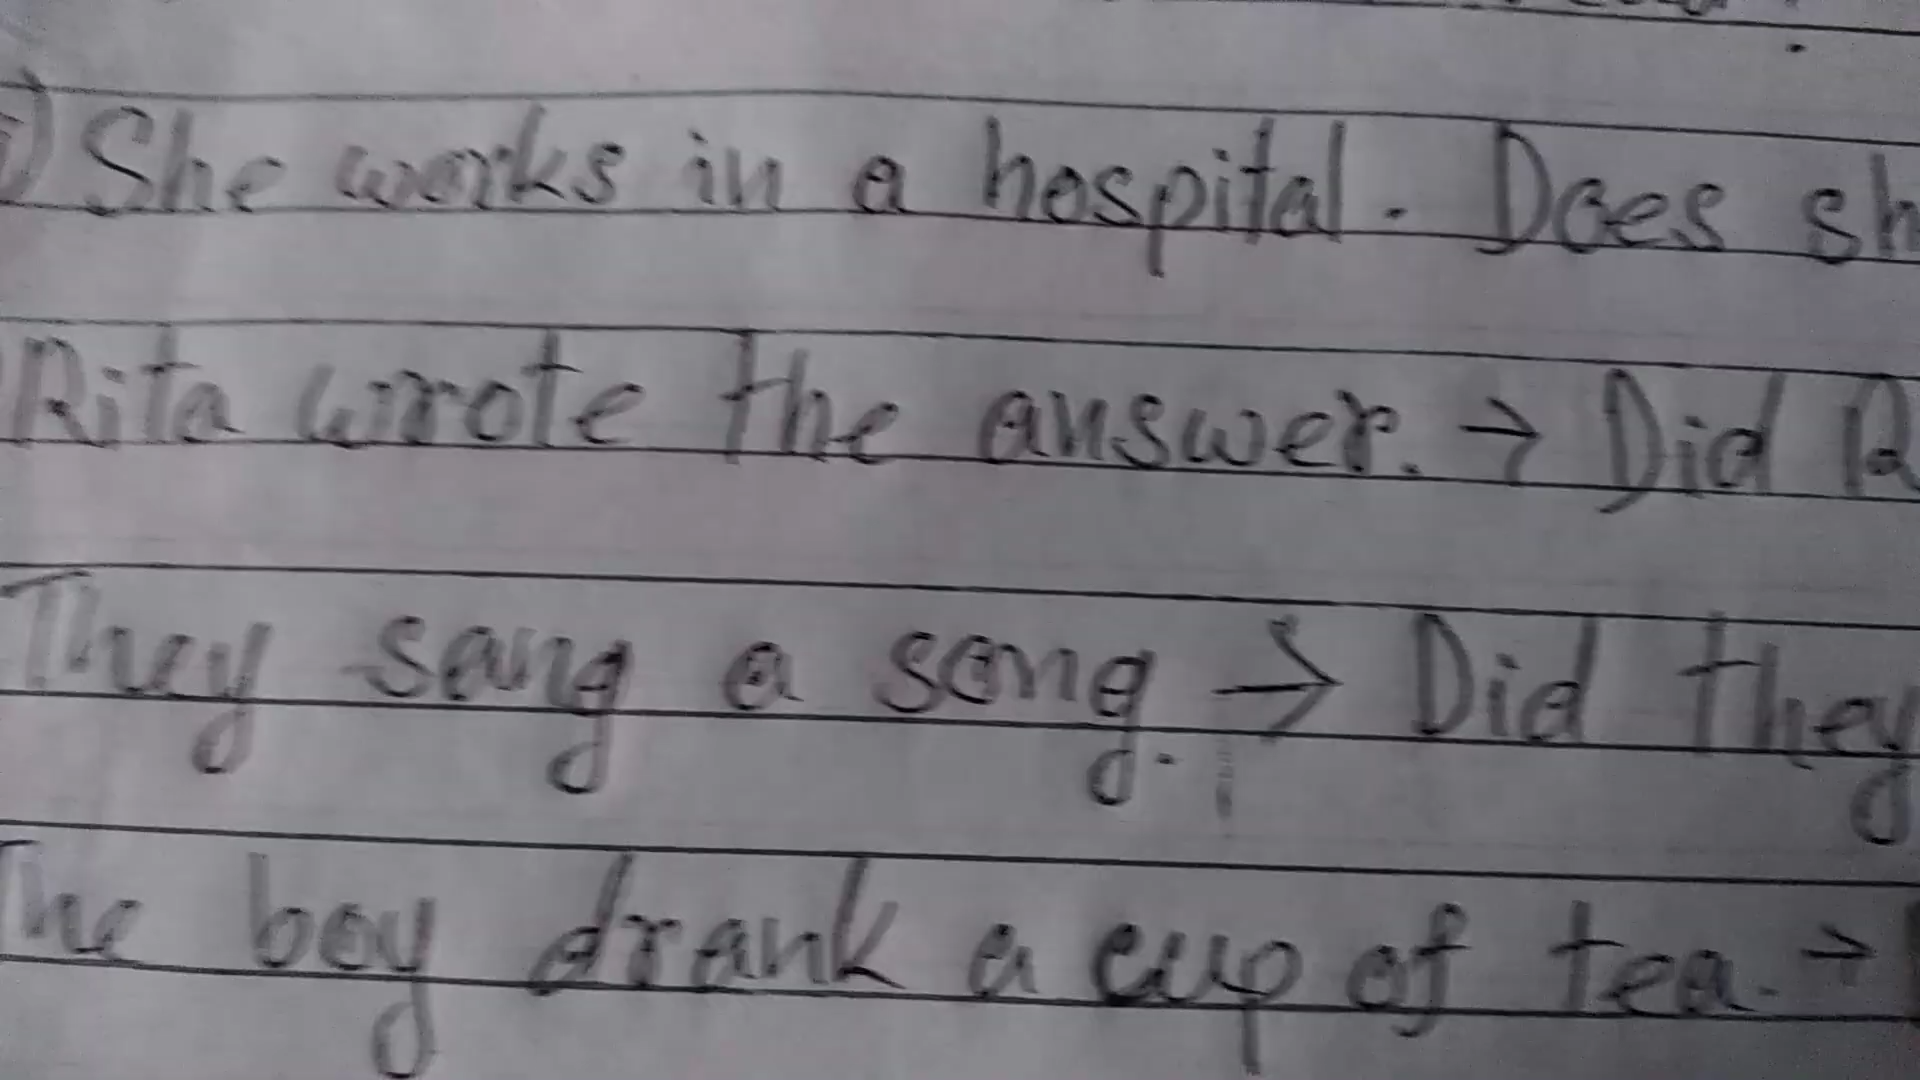 She works in a hospital. Does sh
Rita wrote the answer. → Did R
They sang a song. → Did they
The boy drank a cup of tea. →